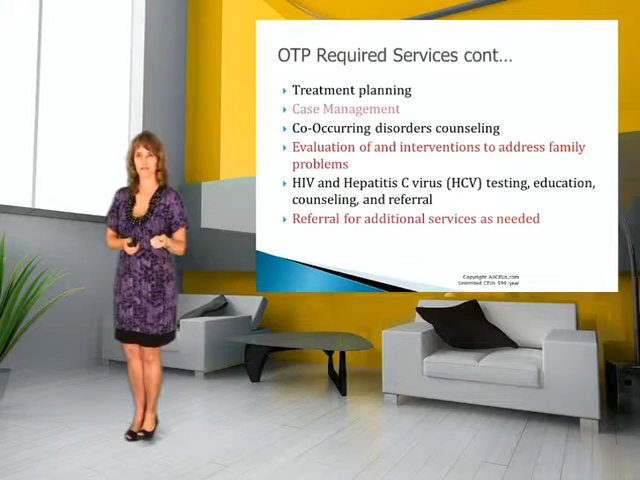 OTP Required Services cont…
Treatment planning
Case Management
Co-Occurring disorders counseling
Evaluation of and interventions to address family
problems
HIV and Hepatitis C virus (HCV) testing, education,
counseling, and referral
Referral for additional services as needed
Copyright AllCEUs.com
Unlimited CEUs $99/year